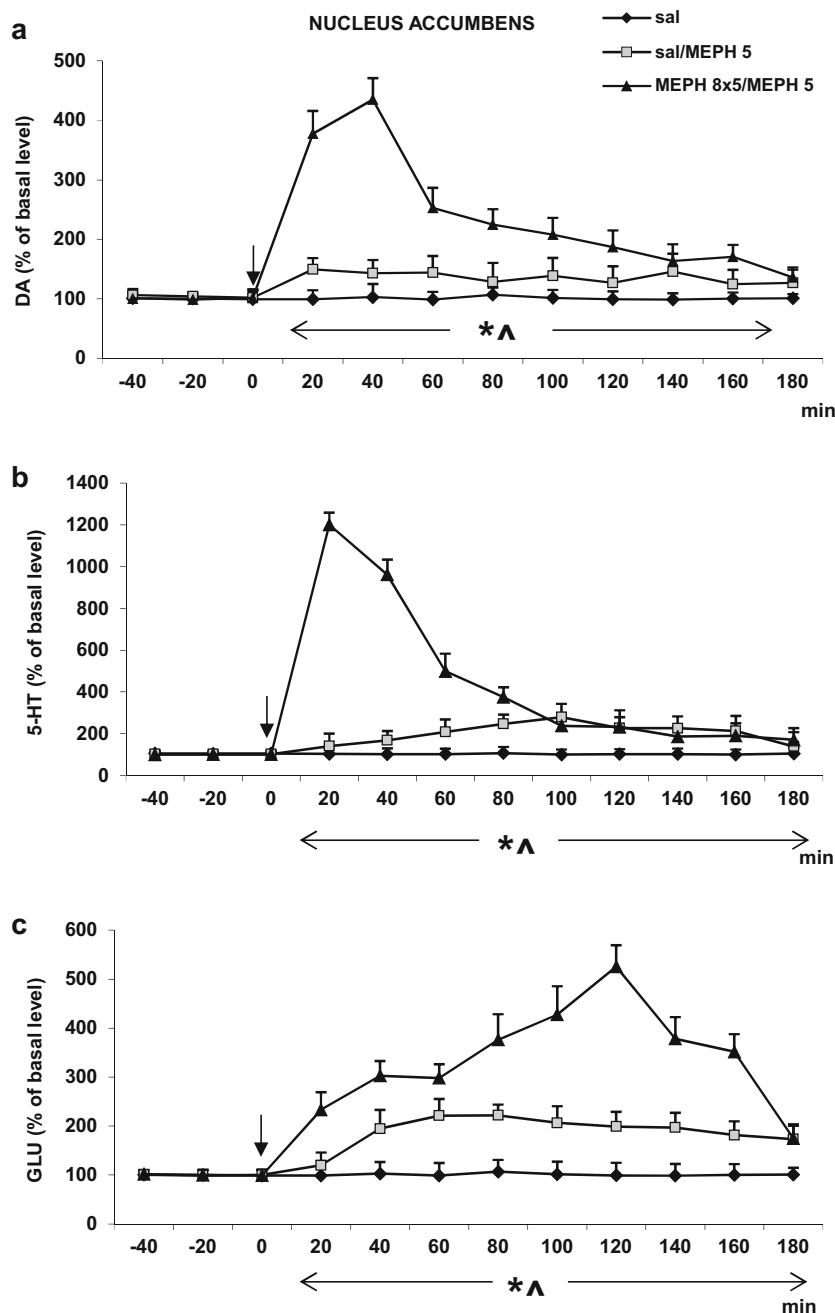 a
NUCLEUS ACCUMBENS
sal
sal/MEPH 5
MEPH 8x5/MEPH 5
DA (% of basal level)
500
400
300
200
100
0
*^
-40 -20 0 20 40 60 80 100 120 140 160 180
min
b
5-HT (% of basal level)
1400
1200
1000
800
600
400
200
0
-40 -20 0 20 40 60 80 100 120 140 160 180
*^
min
c
GLU (% of basal level)
600
500
400
300
200
100
0
-40 -20 0 20 40 60 80 100 120 140 160 180
*^
min